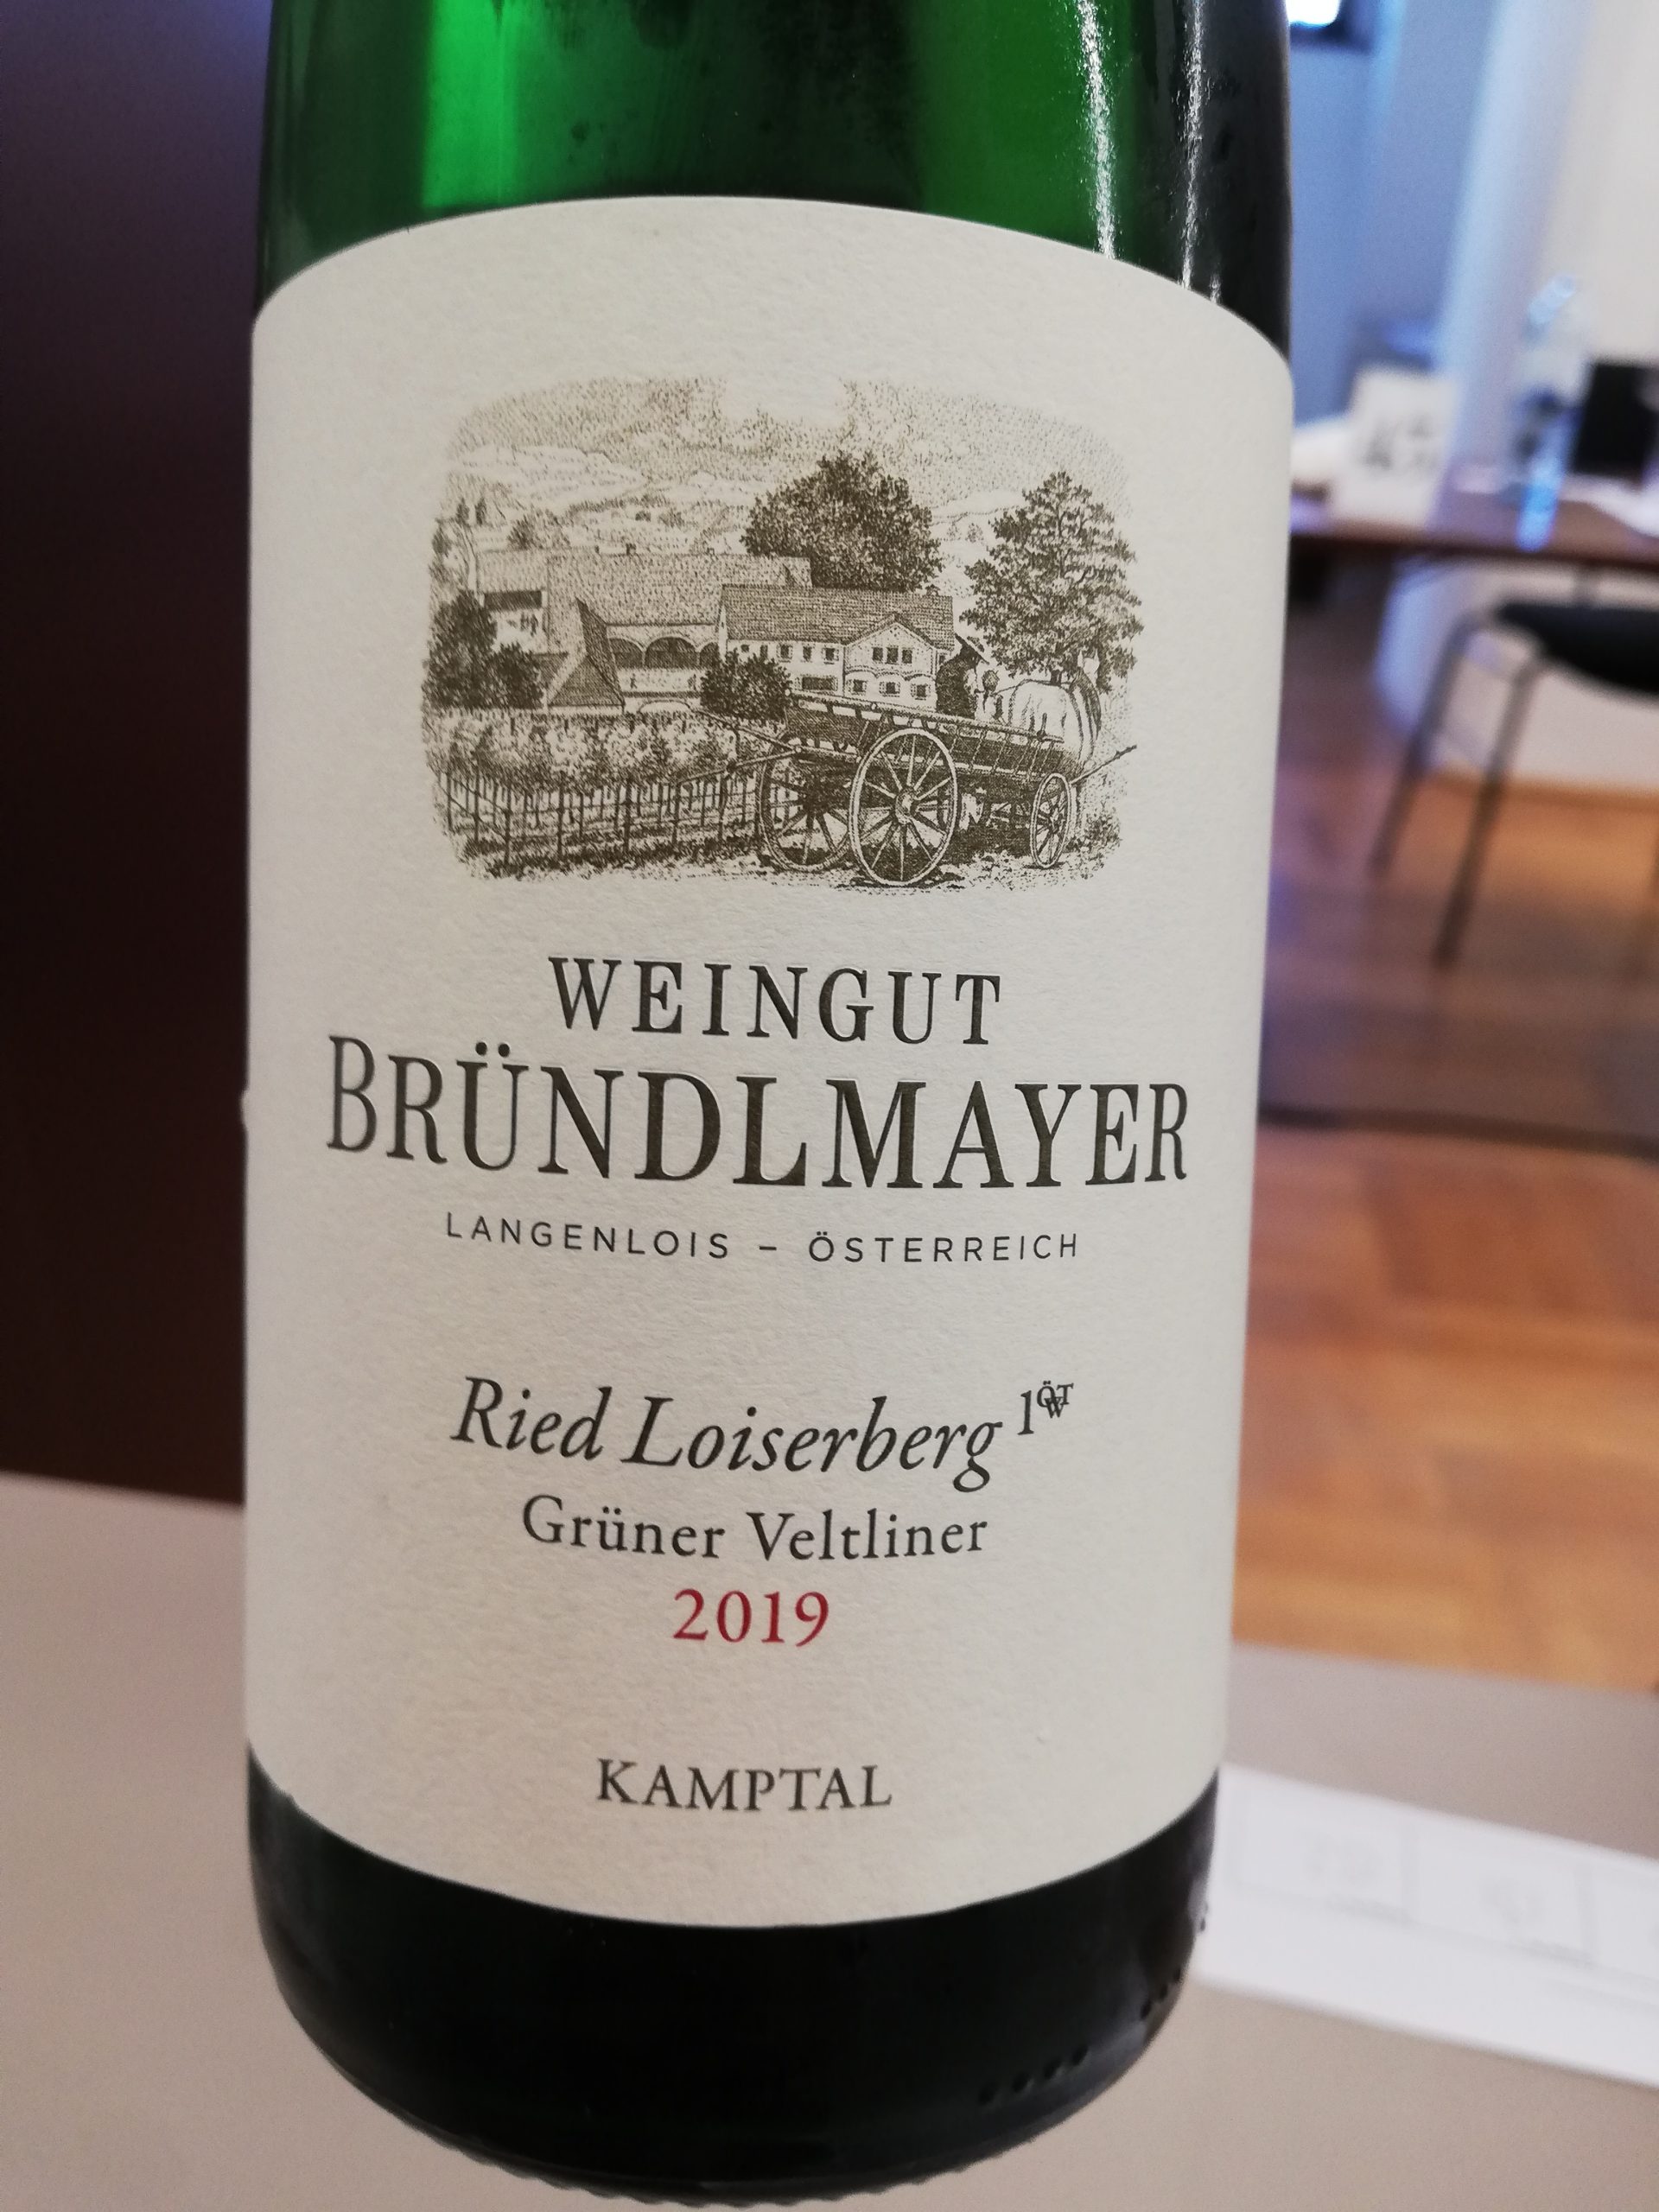 WEINGUT
BRÜNDLMAYER
LANGENLOIS – ÖSTERREICH
Ried Loiserberg 1ÖTW
Grüner Veltliner
2019
KAMPTAL